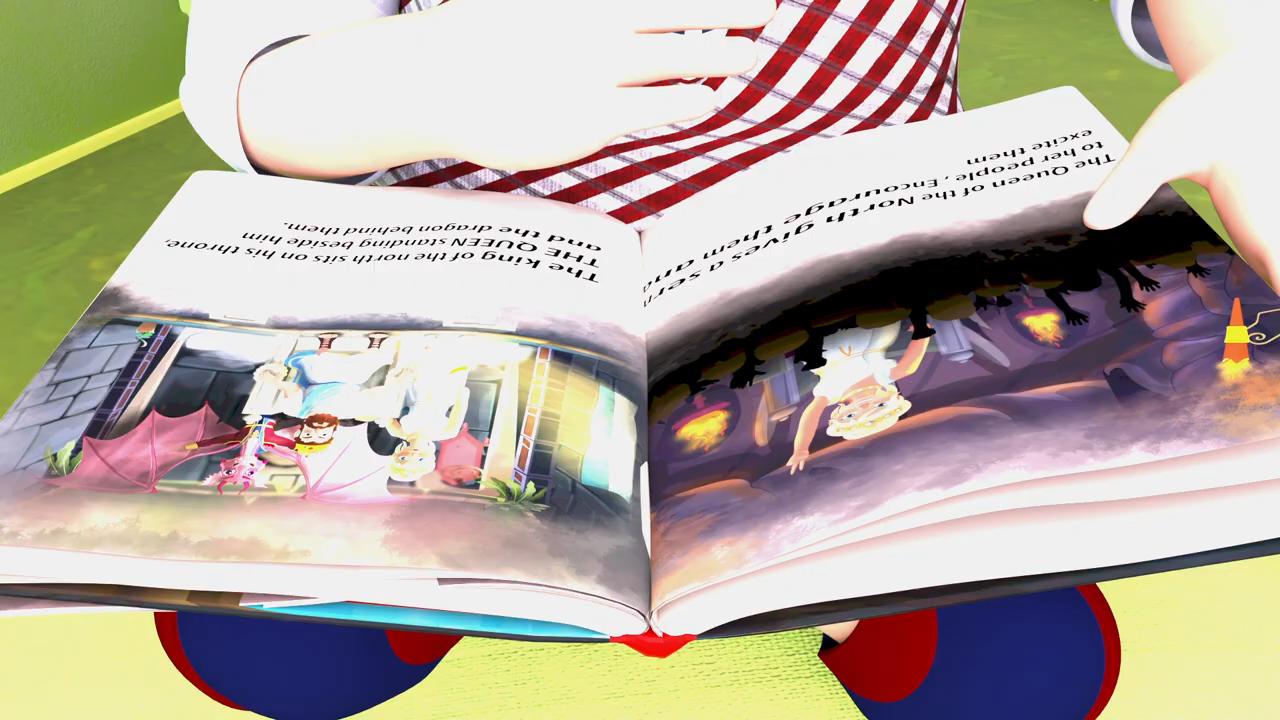 The Queen of the North gives a
to her people, Encourage them and
excite them
The king of the north sits on his throne,
THE QUEEN standing beside him
and the dragon behind them.